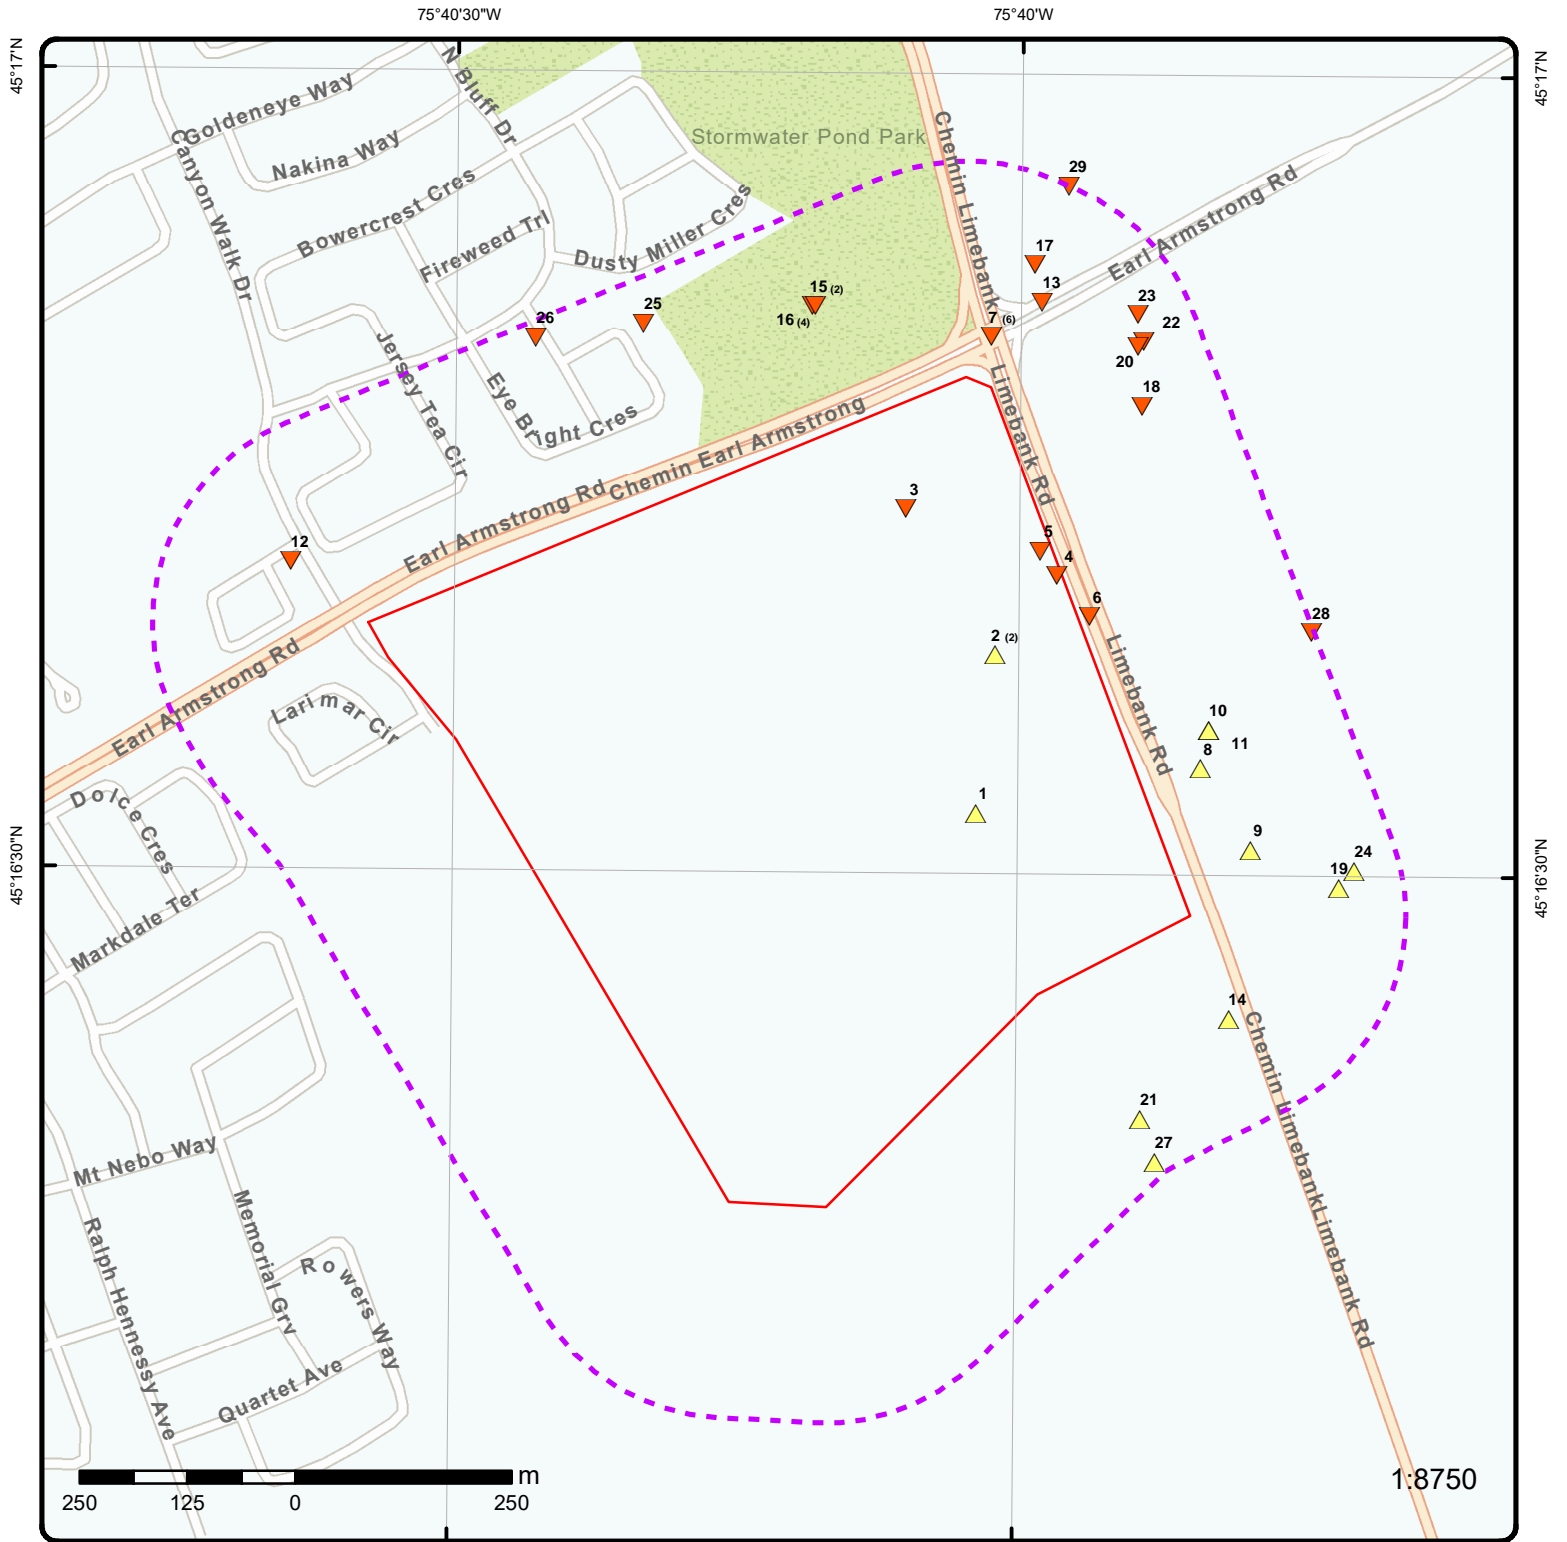 75°40'30"W
75°40'W
45°17'N
45°17'N
N Bluff Dr
Goldeneye Way
Canyon Walk Dr
Nakina Way
Stormwater Pond Park
Chemin Limebank
29
Earl Armstrong Rd
Bowercrest Cres
Fireweed Trl
Dusty Miller Cres
17
13
15 (2)
16 (4)
25
26
7 (6)
23
22
20
18
Jersey Tea Cir
Eye Bright Cres
Limebank Rd
Chemin Earl Armstrong
Earl Armstrong Rd
3
5
4
6
12
2 (2)
28
Earl Armstrong Rd
Larimar Cir
Limebank Rd
10
11
8
1
9
24
19
Dolce Cres
45°16'30"N
45°16'30"N
Markdale Ter
14
Chemin Limebank
21
27
Mt Nebo Way
Memorial Grv
Ralph Hennessy Ave
Rowers Way
Limebank Rd
Quartet Ave
m
250 125 0 250
1:8750